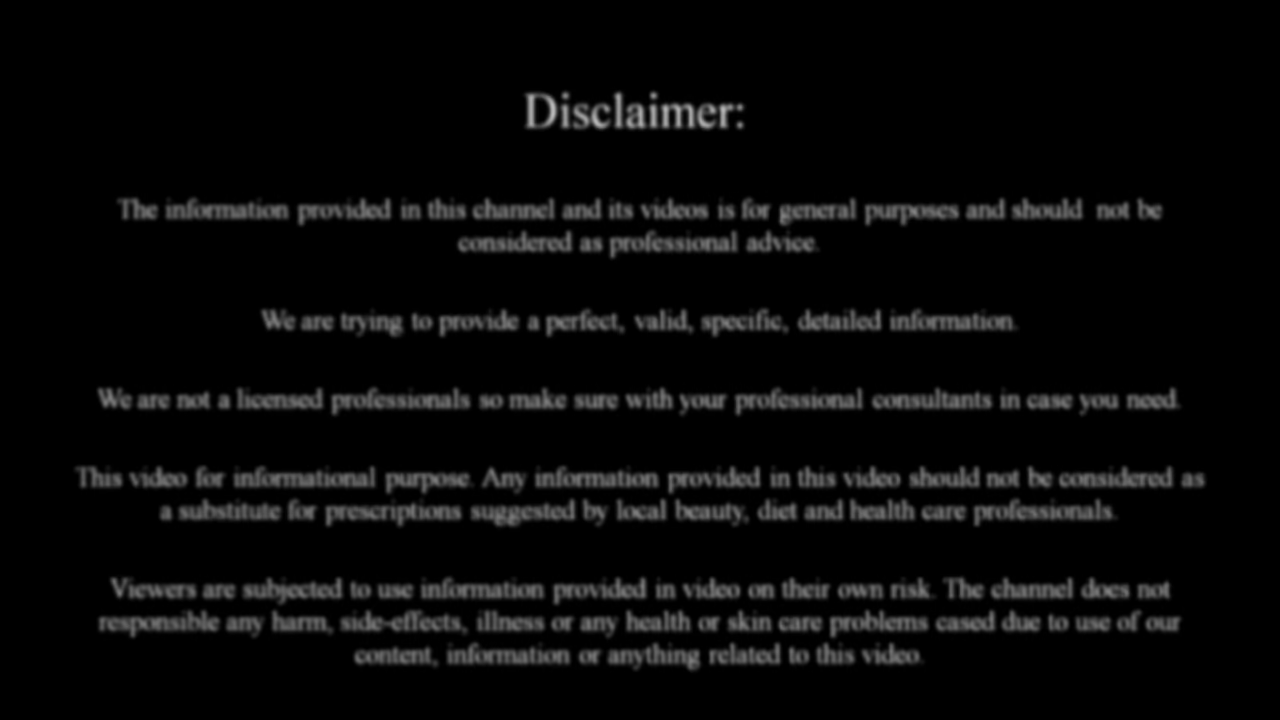 Disclaimer:
The information provided in this channel and its videos is for general purposes and should not be
considered as professional advice.
We are trying to provide a perfect, valid, specific, detailed information.
We are not a licensed professionals so make sure with your professional consultants in case you need.
This video for informational purpose. Any information provided in this video should not be considered as
a substitute for prescriptions suggested by local beauty, diet and health care professionals.
Viewers are subjected to use information provided in video on their own risk. The channel does not
responsible any harm, side-effects, illness or any health or skin care problems cased due to use of our
content, information or anything related to this video.